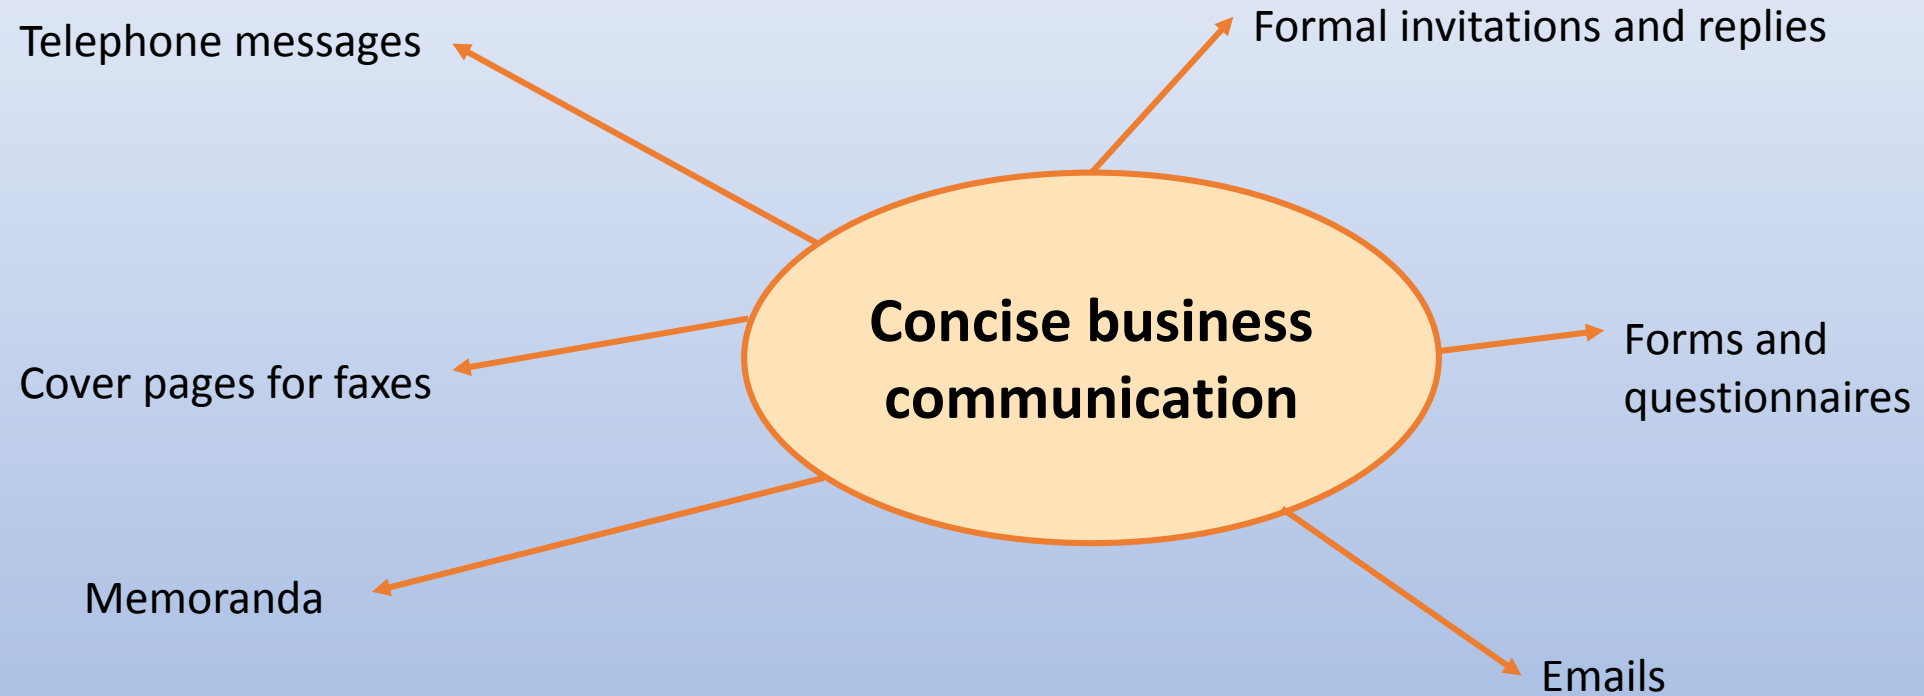 Telephone messages
Formal invitations and replies
Concise business
communication
Forms and
questionnaires
Cover pages for faxes
Memoranda
Emails